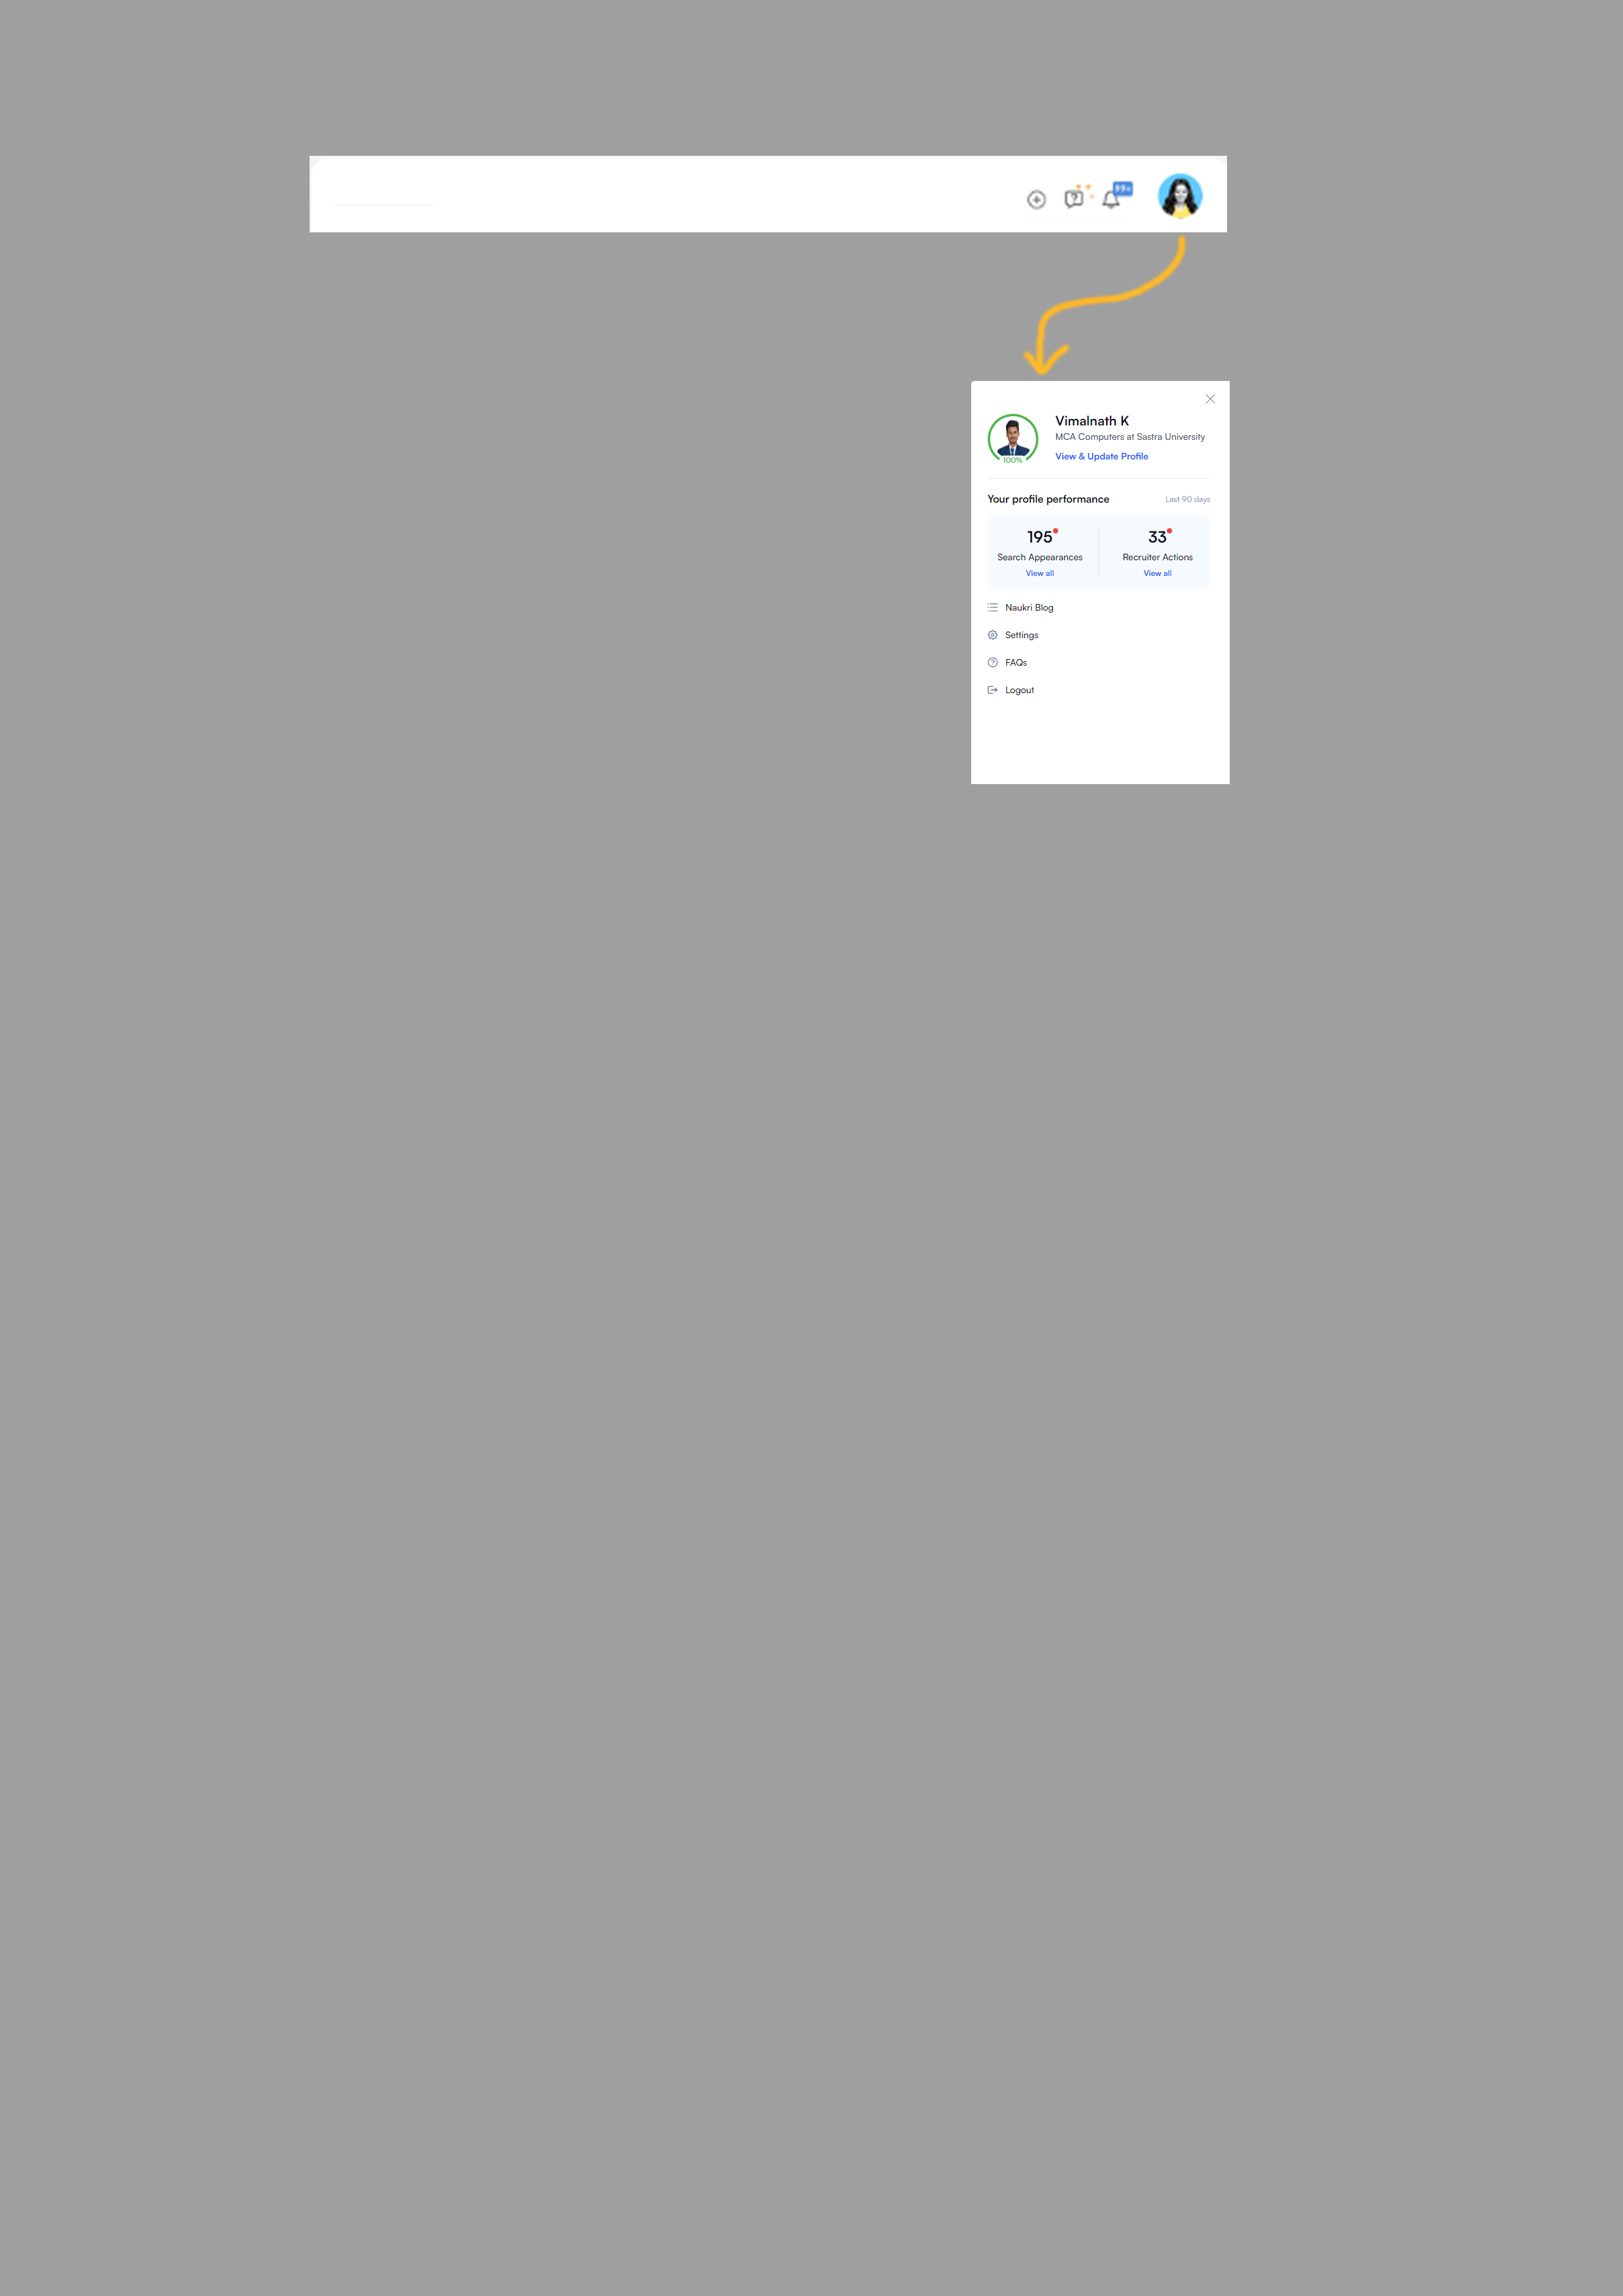 99+
Vimalnath K
MCA Computers at Sastra University
View & Update Profile
100%
Your profile performance
Last 90 days
195
33
Search Appearances
Recruiter Actions
View all
View all
Naukri Blog
Settings
FAQs
Logout